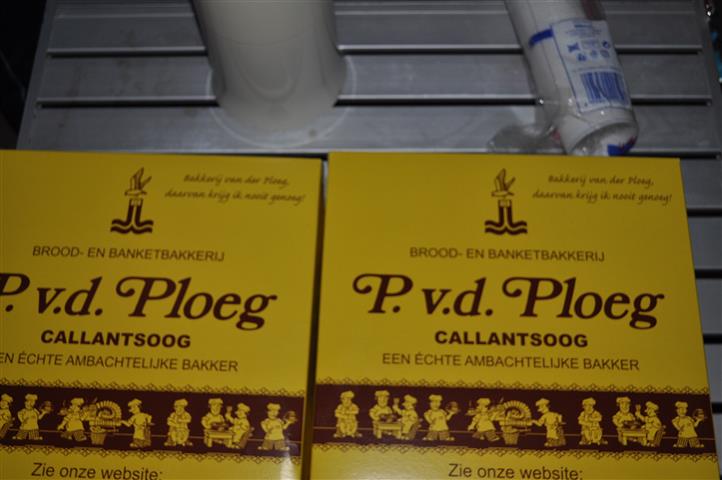 Bakkerij van der Ploeg,
daarvan krijg ik nooit genoeg!
BROOD- EN BANKETBAKKERIJ
P. v.d. Ploeg
CALLANTSOOG
EN ÉCHTE AMBACHTELIJKE BAKKER
Zie onze website:
Bakkerij van der Ploeg,
daarvan krijg ik nooit genoeg!
BROOD- EN BANKETBAKKERIJ
P. v.d. Ploeg
CALLANTSOOG
EEN ÉCHTE AMBACHTELIJKE BAKKER
Zie onze website: